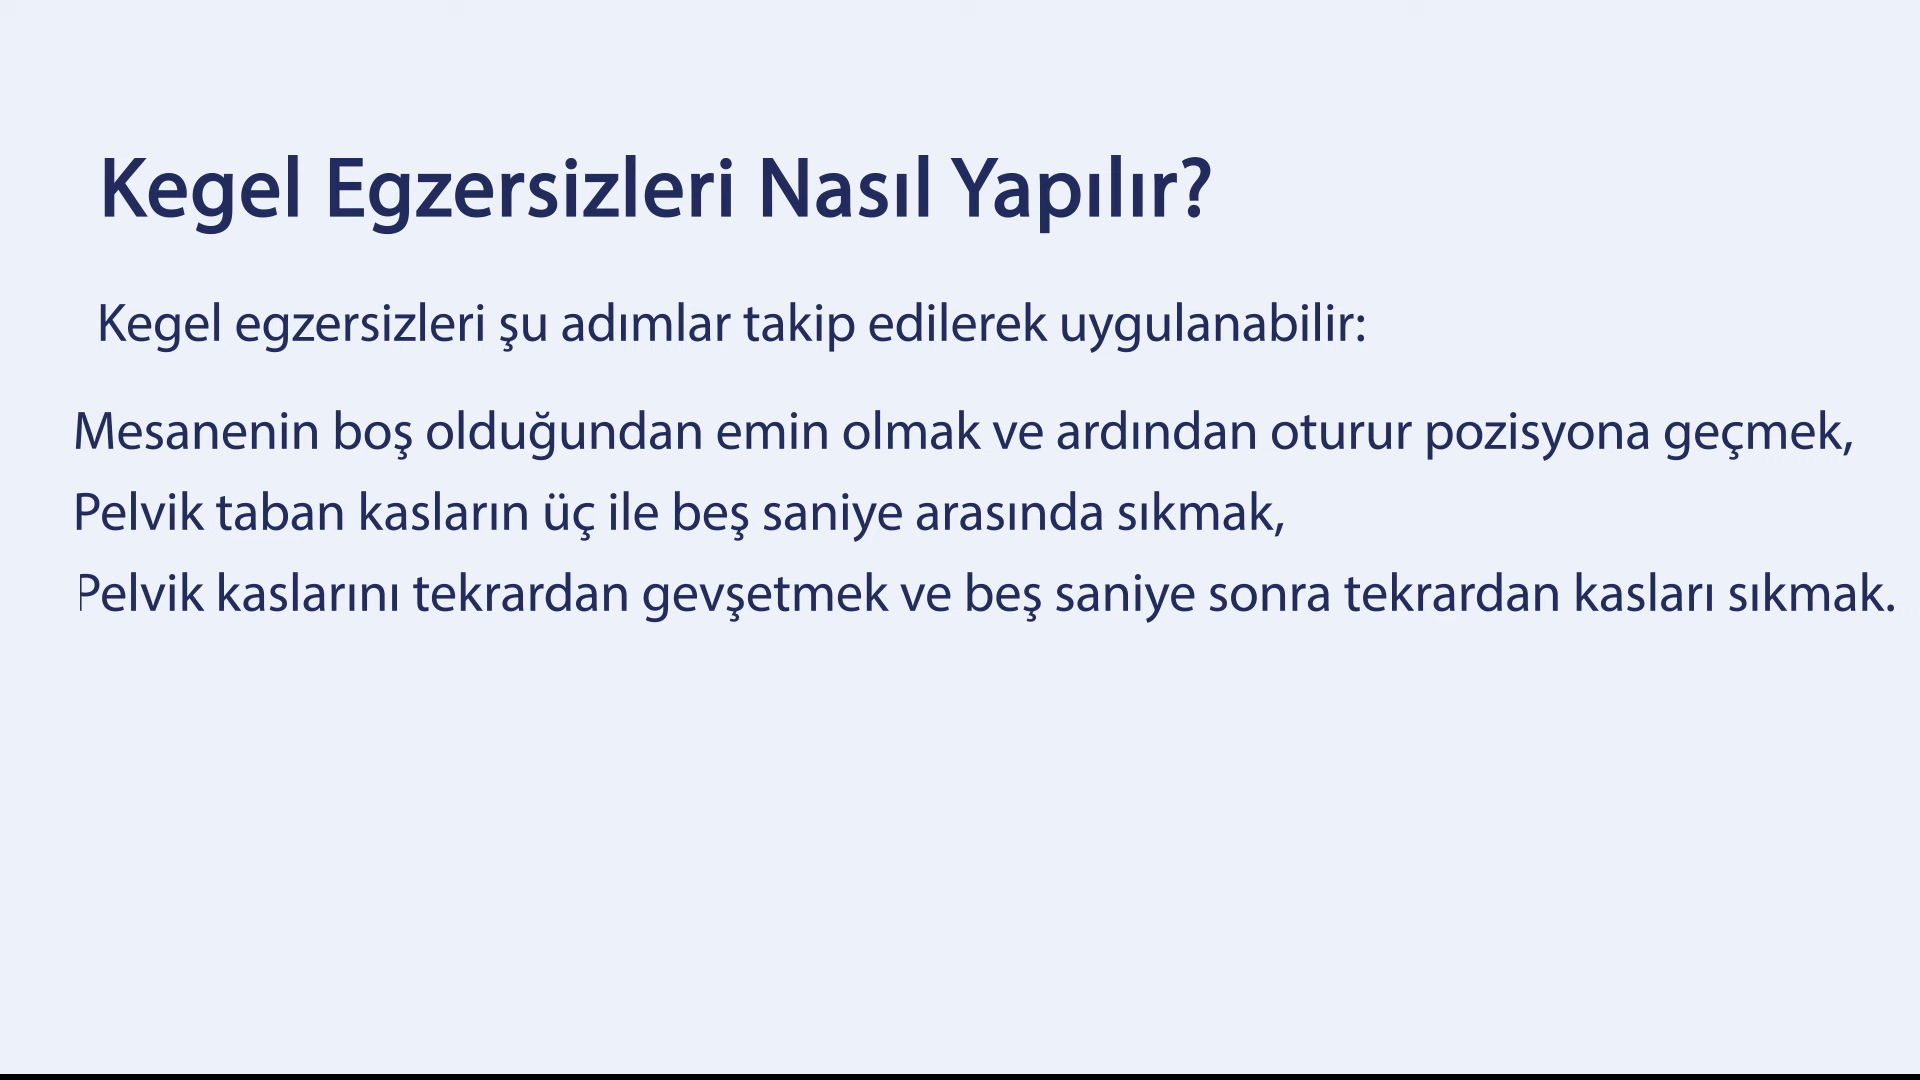 Kegel Egzersizleri Nasıl Yapılır?
Kegel egzersizleri şu adımlar takip edilerek uygulanabilir:
Mesanenin boş olduğundan emin olmak ve ardından oturur pozisyona geçmek,
Pelvik taban kasların üç ile beş saniye arasında sıkmak,
Pelvik kaslarını tekrardan gevşetmek ve beş saniye sonra tekrardan kasları sıkmak.